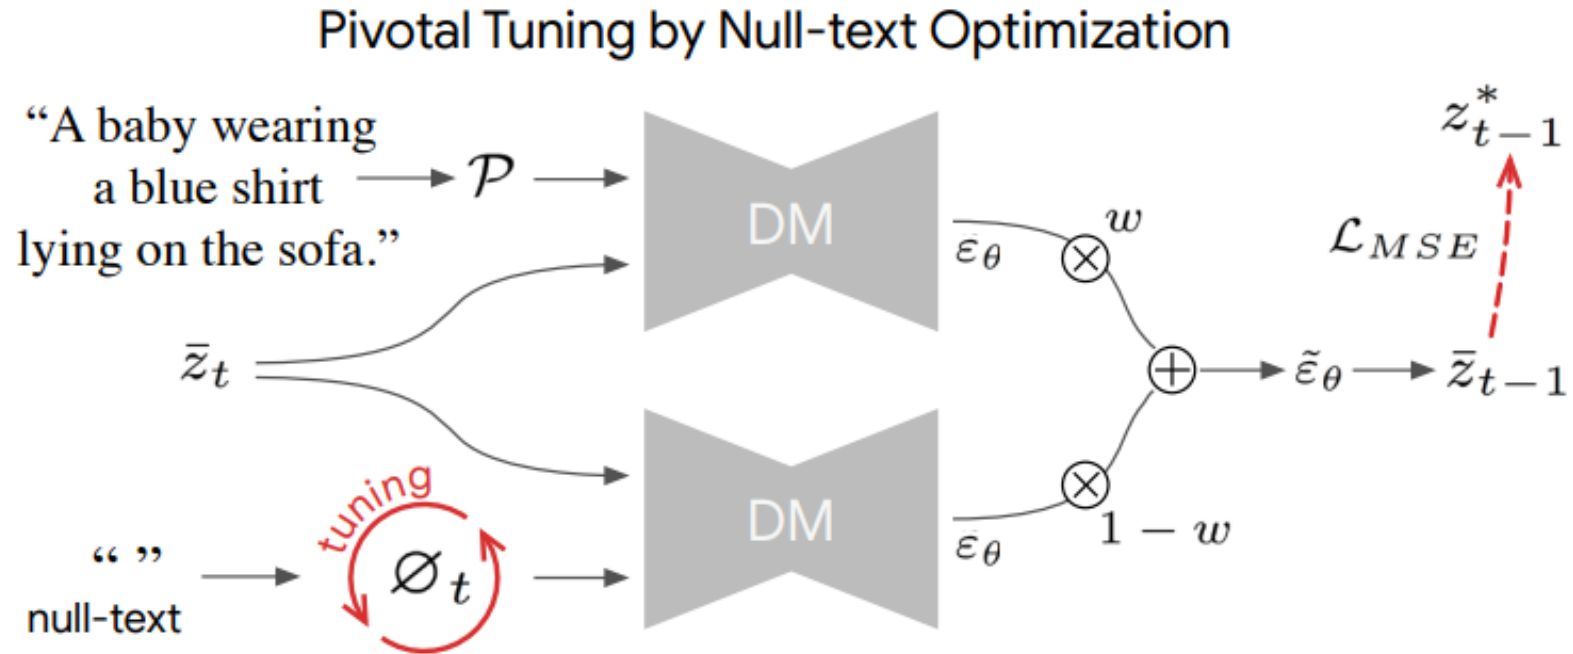 Pivotal Tuning by Null-text Optimization
“A baby wearing
a blue shirt
lying on the sofa.”
𝒫
DM
ε_θ
w
z*_{t−1}
ℒ_{MSE}
z̄_t
ε̃_θ
z̄_{t−1}
tuning
“ ”
null-text
∅_t
DM
ε_θ
1 − w